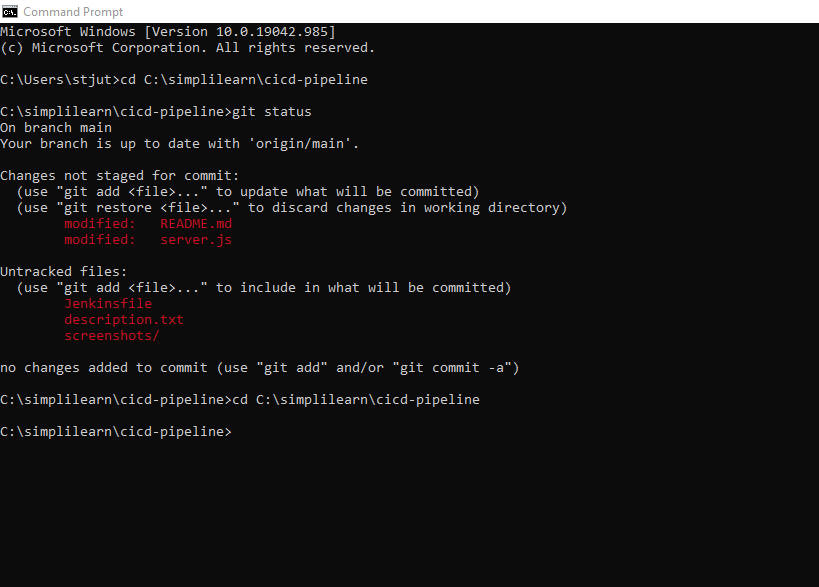 Command Prompt
Microsoft Windows [Version 10.0.19042.985]
(c) Microsoft Corporation. All rights reserved.
C:\Users\stjut>cd C:\simplilearn\cicd-pipeline
C:\simplilearn\cicd-pipeline>git status
On branch main
Your branch is up to date with 'origin/main'.
Changes not staged for commit:
  (use "git add <file>..." to update what will be committed)
  (use "git restore <file>..." to discard changes in working directory)
        modified:   README.md
        modified:   server.js
Untracked files:
  (use "git add <file>..." to include in what will be committed)
        Jenkinsfile
        description.txt
        screenshots/
no changes added to commit (use "git add" and/or "git commit -a")
C:\simplilearn\cicd-pipeline>cd C:\simplilearn\cicd-pipeline
C:\simplilearn\cicd-pipeline>